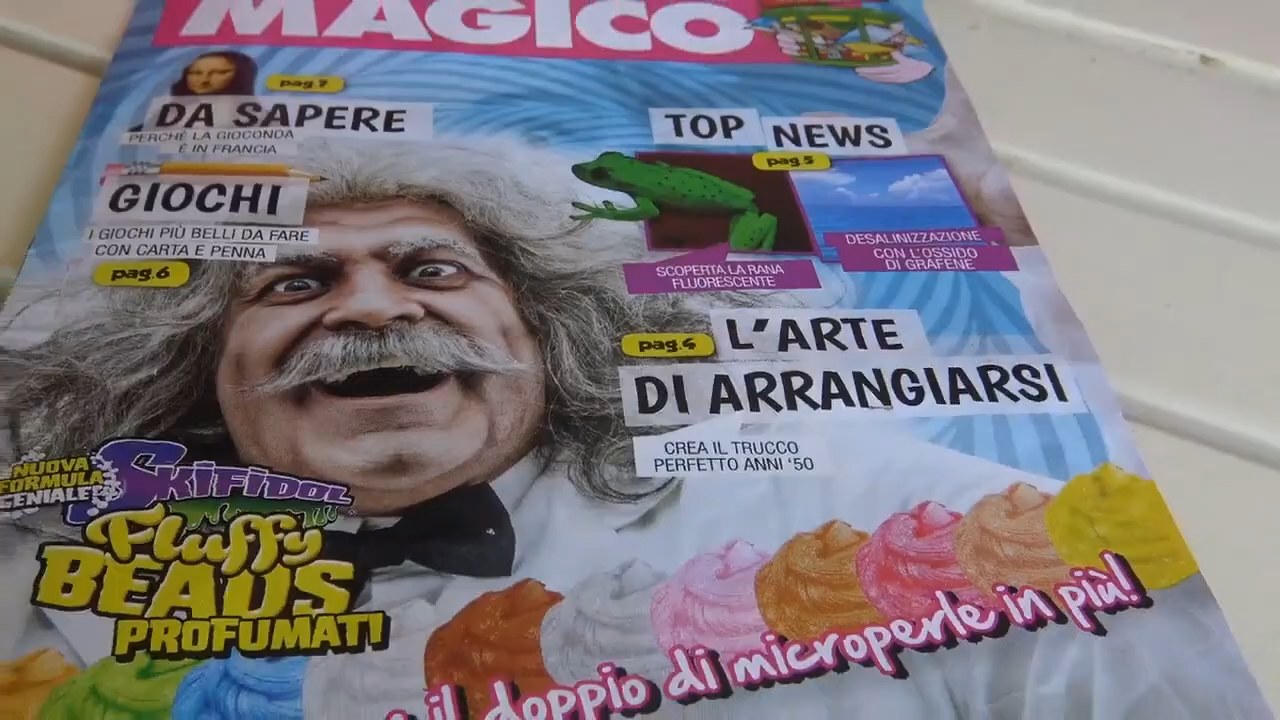 MAGICO
pag.7
DA SAPERE
PERCHÈ LA GIOCONDA
È IN FRANCIA
GIOCHI
I GIOCHI PIÙ BELLI DA FARE
CON CARTA E PENNA
pag.6
TOP NEWS
pag.5
SCOPERTA LA RANA
FLUORESCENTE
DESALINIZZAZIONE
CON L'OSSIDO
DI GRAFENE
pag.4
L'ARTE
DI ARRANGIARSI
CREA IL TRUCCO
PERFETTO ANNI '50
NUOVA
FORMULA
GENIALE!
SKIFIDOL
Fluffy
BEADS
PROFUMATI
il doppio di microperle in più!